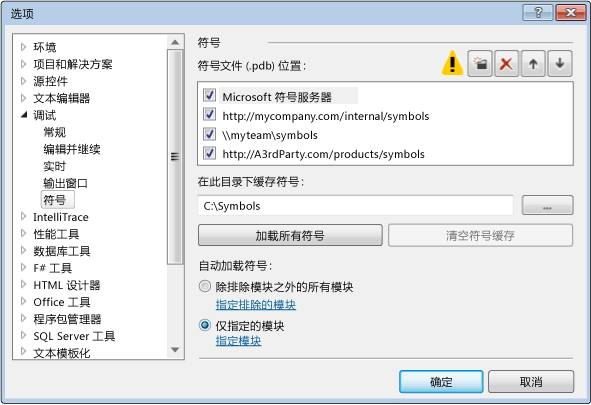 选项
环境
项目和解决方案
源控件
文本编辑器
调试
常规
编辑并继续
实时
输出窗口
符号
IntelliTrace
性能工具
数据库工具
F# 工具
HTML 设计器
Office 工具
程序包管理器
SQL Server 工具
文本模板化
符号
符号文件 (.pdb) 位置：
Microsoft 符号服务器
http://mycompany.com/internal/symbols
\\myteam\symbols
http://A3rdParty.com/products/symbols
在此目录下缓存符号：
C:\Symbols
...
加载所有符号
清空符号缓存
自动加载符号：
除排除模块之外的所有模块
指定排除的模块
仅指定的模块
指定模块
确定
取消